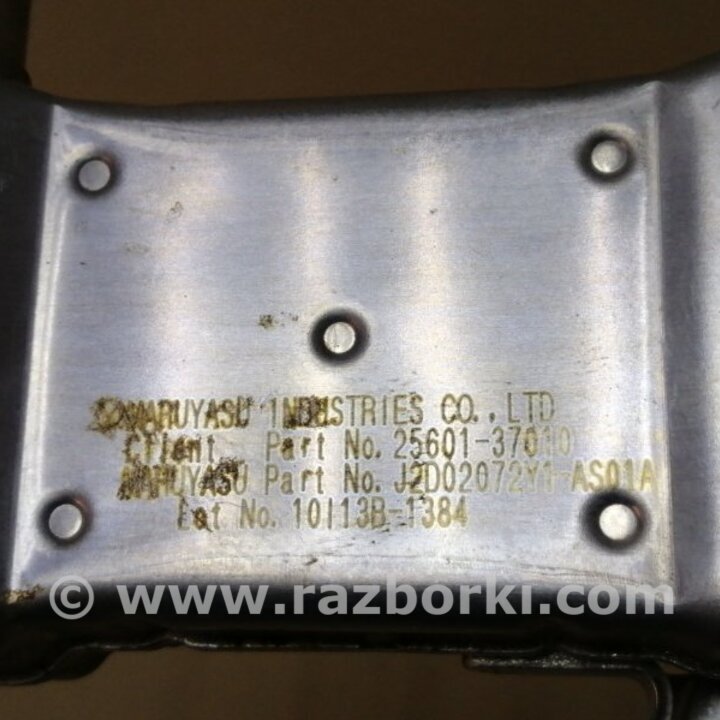 MARUYASU INDUSTRIES CO., LTD
Client Part No. 25601-37010
MARUYASU Part No. J2D02072Y1-AS01A
Lot No. 10I13B-1384
© www.razborki.com